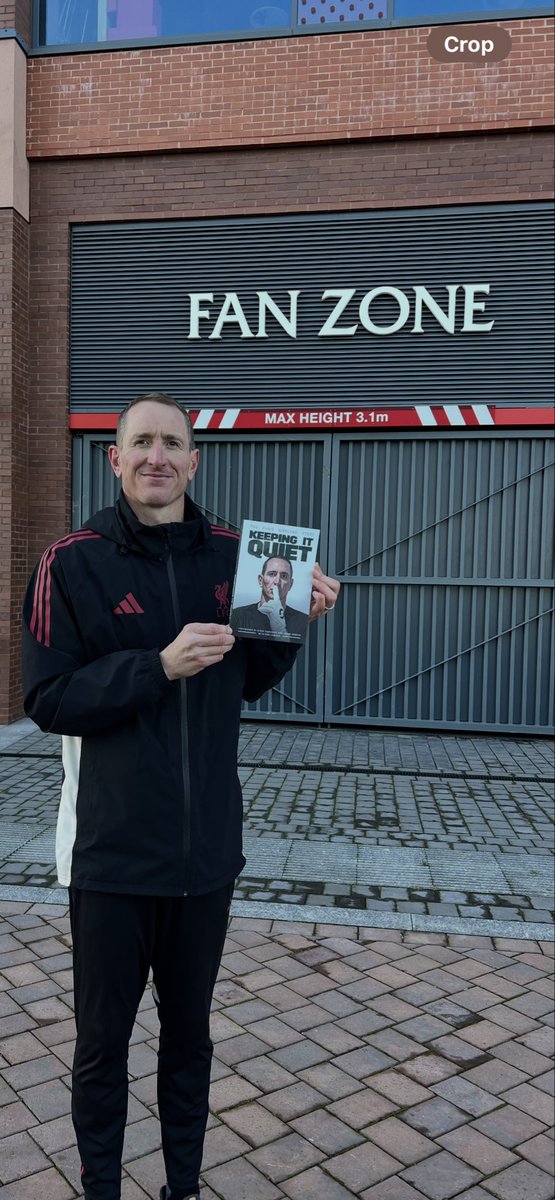 Crop
FAN ZONE
MAX HEIGHT 3.1m
KEEPING IT
QUIET